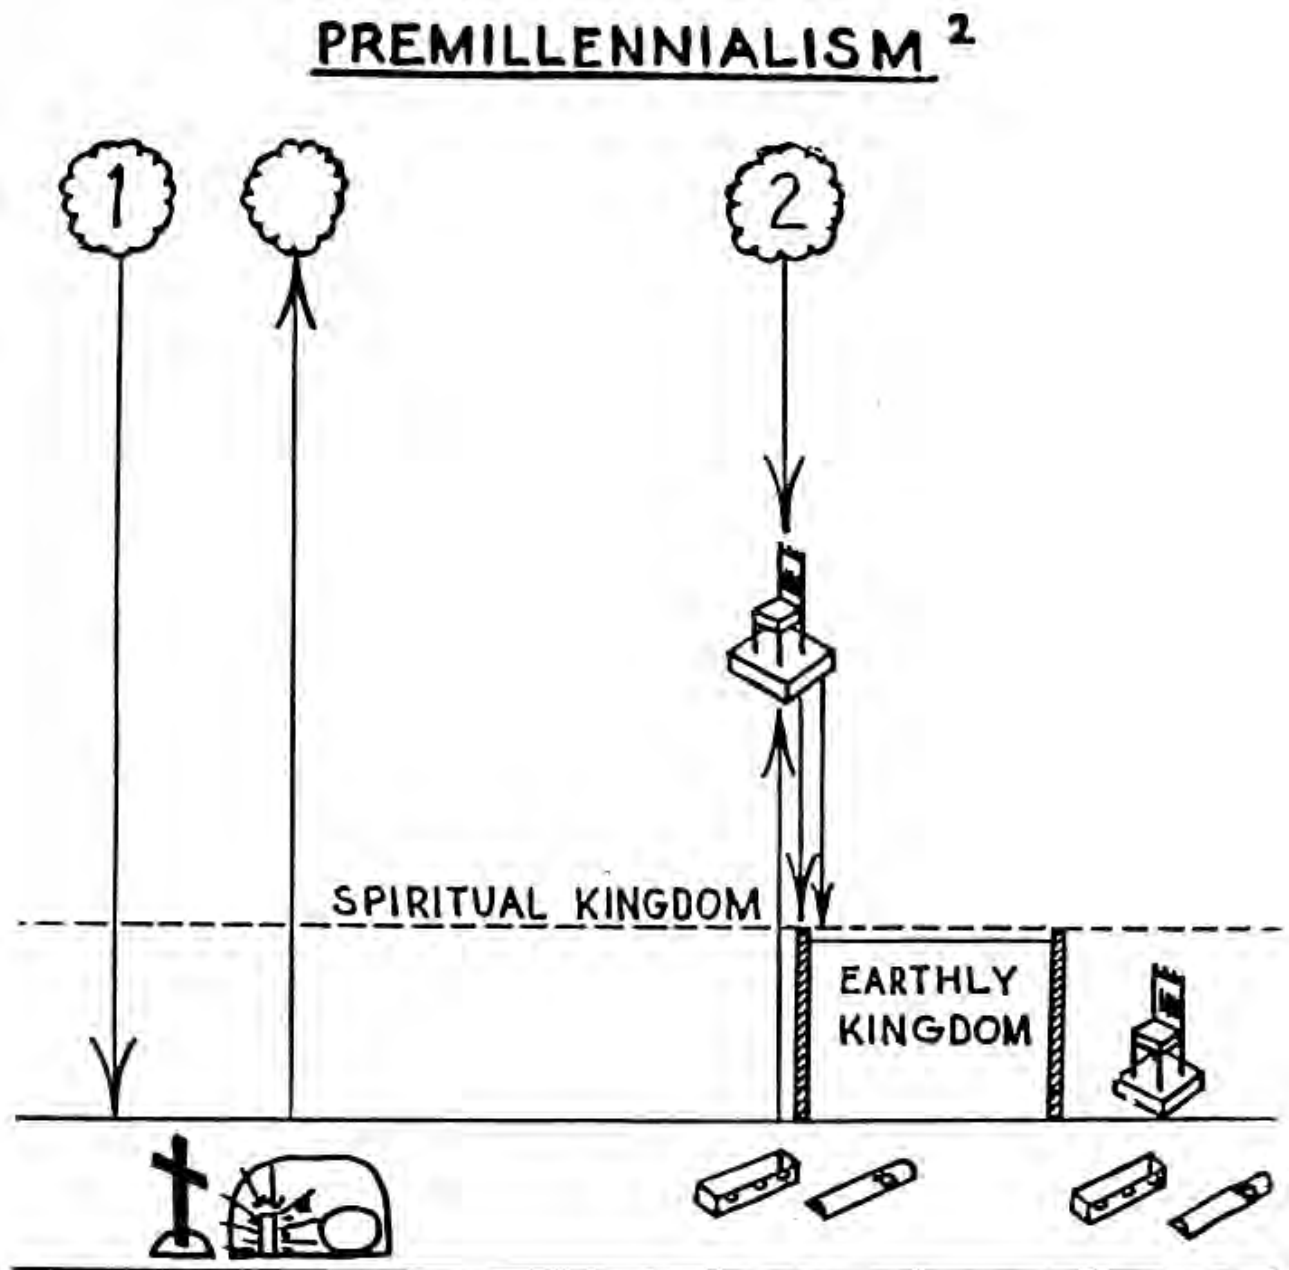 PREMILLENNIALISM ²
1
2
SPIRITUAL KINGDOM
EARTHLY
KINGDOM